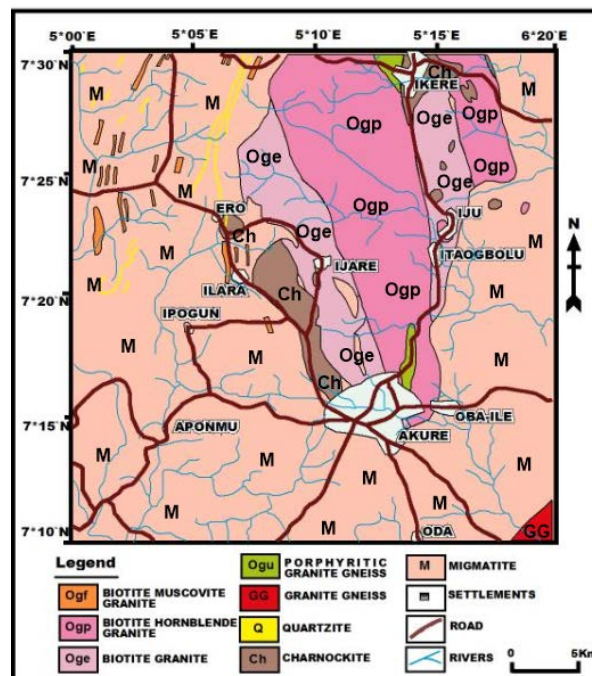 5°00'E 5°05'E 5°10'E 5°15'E 6°20'E
7°30'N
IKERE
Ch
M
M
M
Ogp
Oge
Ogp
7°25'N
M
M
Oge
Ogp
Ogp
Oge
ERO
IJU
Ch
Oge
M
M
M
ITAOGBOLU
IJARE
M
ILARA
Ch
Ogp
M
7°20'N
IPOGUN
M
M
Oge
M
Ch
7°15'N
OBA-ILE
APONMU
AKURE
M
M
M
M
M
M
M
7°10'N
ODA
GG
N
Legend
Ogf BIOTITE MUSCOVITE
GRANITE
Ogp BIOTITE HORNBLENDE
GRANITE
Oge BIOTITE GRANITE
Ogu PORPHYRITIC
GRANITE GNEISS
GG GRANITE GNEISS
Q QUARTZITE
Ch CHARNOCKITE
M MIGMATITE
SETTLEMENTS
ROAD
RIVERS
0 5Km